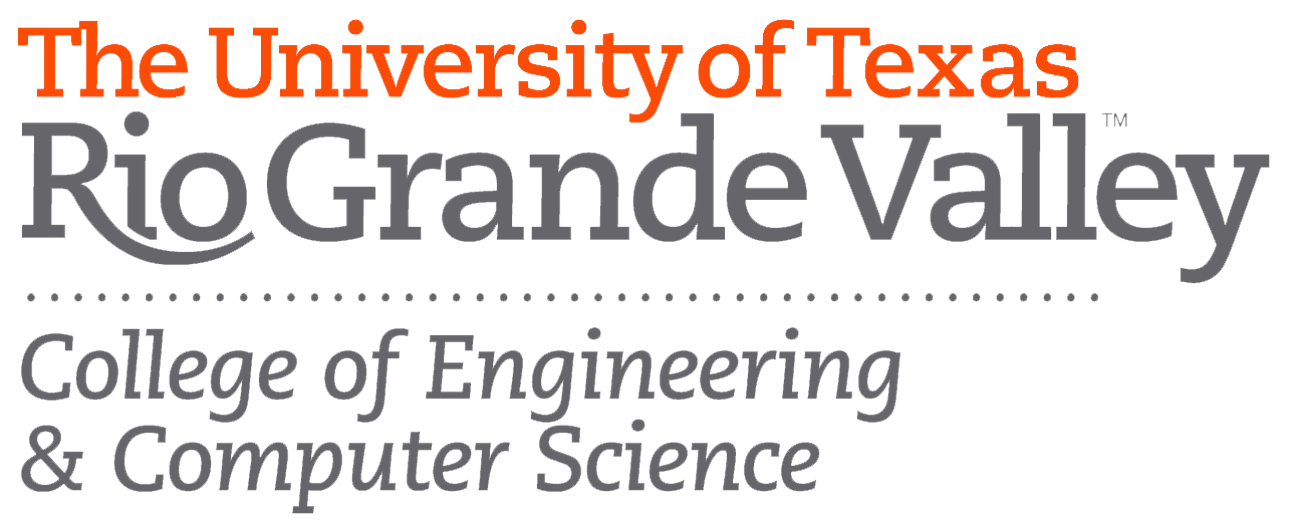 The University of Texas
Rio Grande Valley™
College of Engineering
& Computer Science